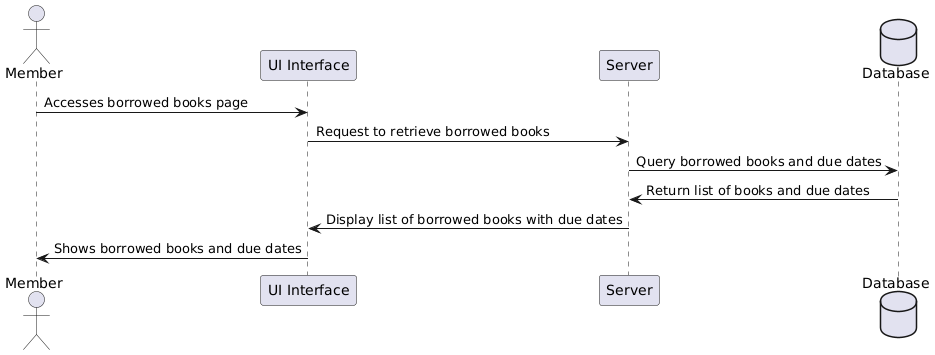 Member
UI Interface
Server
Database
Accesses borrowed books page
Request to retrieve borrowed books
Query borrowed books and due dates
Return list of books and due dates
Display list of borrowed books with due dates
Shows borrowed books and due dates
Member
UI Interface
Server
Database